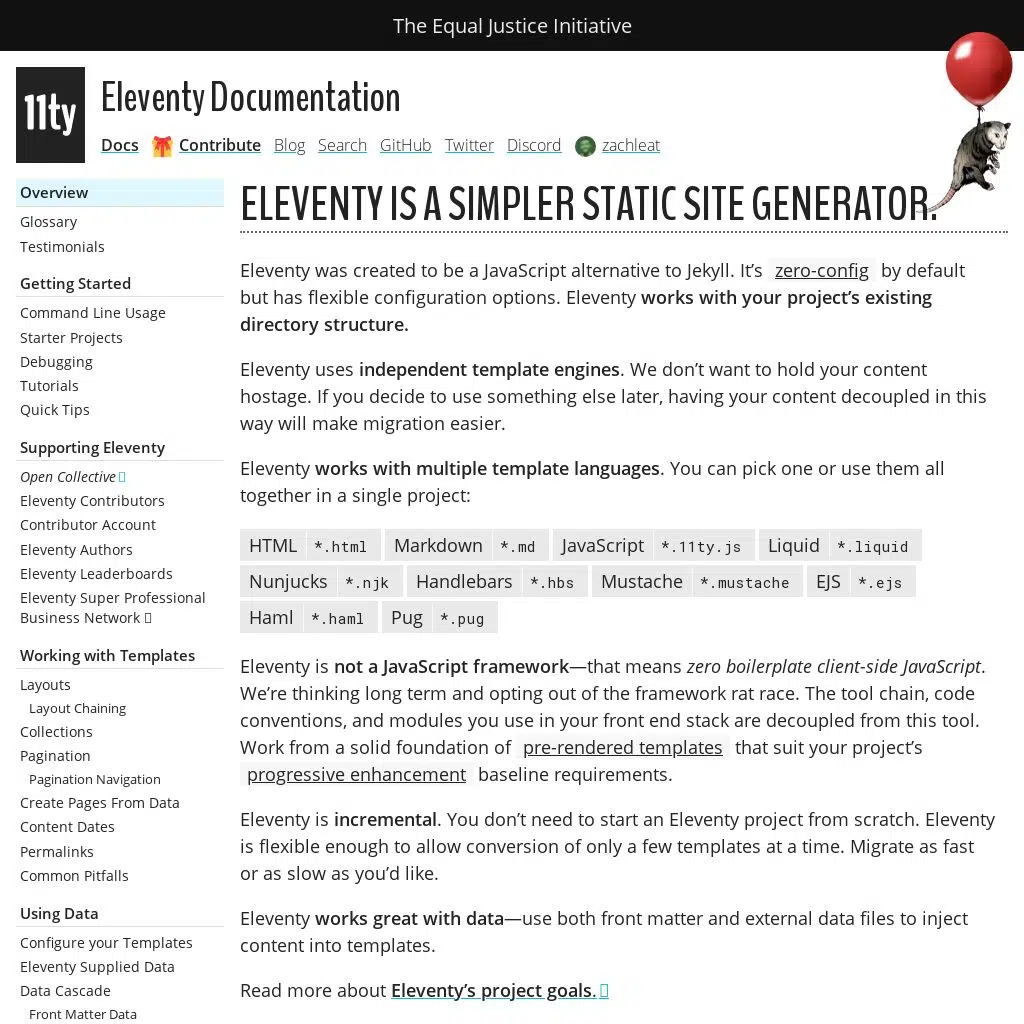 The Equal Justice Initiative
11ty
Eleventy Documentation
Docs Contribute Blog Search GitHub Twitter Discord zachleat
Overview
Glossary
Testimonials
Getting Started
Command Line Usage
Starter Projects
Debugging
Tutorials
Quick Tips
Supporting Eleventy
Open Collective
Eleventy Contributors
Contributor Account
Eleventy Authors
Eleventy Leaderboards
Eleventy Super Professional
Business Network
Working with Templates
Layouts
Layout Chaining
Collections
Pagination
Pagination Navigation
Create Pages From Data
Content Dates
Permalinks
Common Pitfalls
Using Data
Configure your Templates
Eleventy Supplied Data
Data Cascade
Front Matter Data
ELEVENTY IS A SIMPLER STATIC SITE GENERATOR.
Eleventy was created to be a JavaScript alternative to Jekyll. It’s zero-config by default
but has flexible configuration options. Eleventy works with your project’s existing
directory structure.
Eleventy uses independent template engines. We don’t want to hold your content
hostage. If you decide to use something else later, having your content decoupled in this
way will make migration easier.
Eleventy works with multiple template languages. You can pick one or use them all
together in a single project:
HTML *.html Markdown *.md JavaScript *.11ty.js Liquid *.liquid
Nunjucks *.njk Handlebars *.hbs Mustache *.mustache EJS *.ejs
Haml *.haml Pug *.pug
Eleventy is not a JavaScript framework—that means zero boilerplate client-side JavaScript.
We’re thinking long term and opting out of the framework rat race. The tool chain, code
conventions, and modules you use in your front end stack are decoupled from this tool.
Work from a solid foundation of pre-rendered templates that suit your project’s
progressive enhancement baseline requirements.
Eleventy is incremental. You don’t need to start an Eleventy project from scratch. Eleventy
is flexible enough to allow conversion of only a few templates at a time. Migrate as fast
or as slow as you’d like.
Eleventy works great with data—use both front matter and external data files to inject
content into templates.
Read more about Eleventy’s project goals.